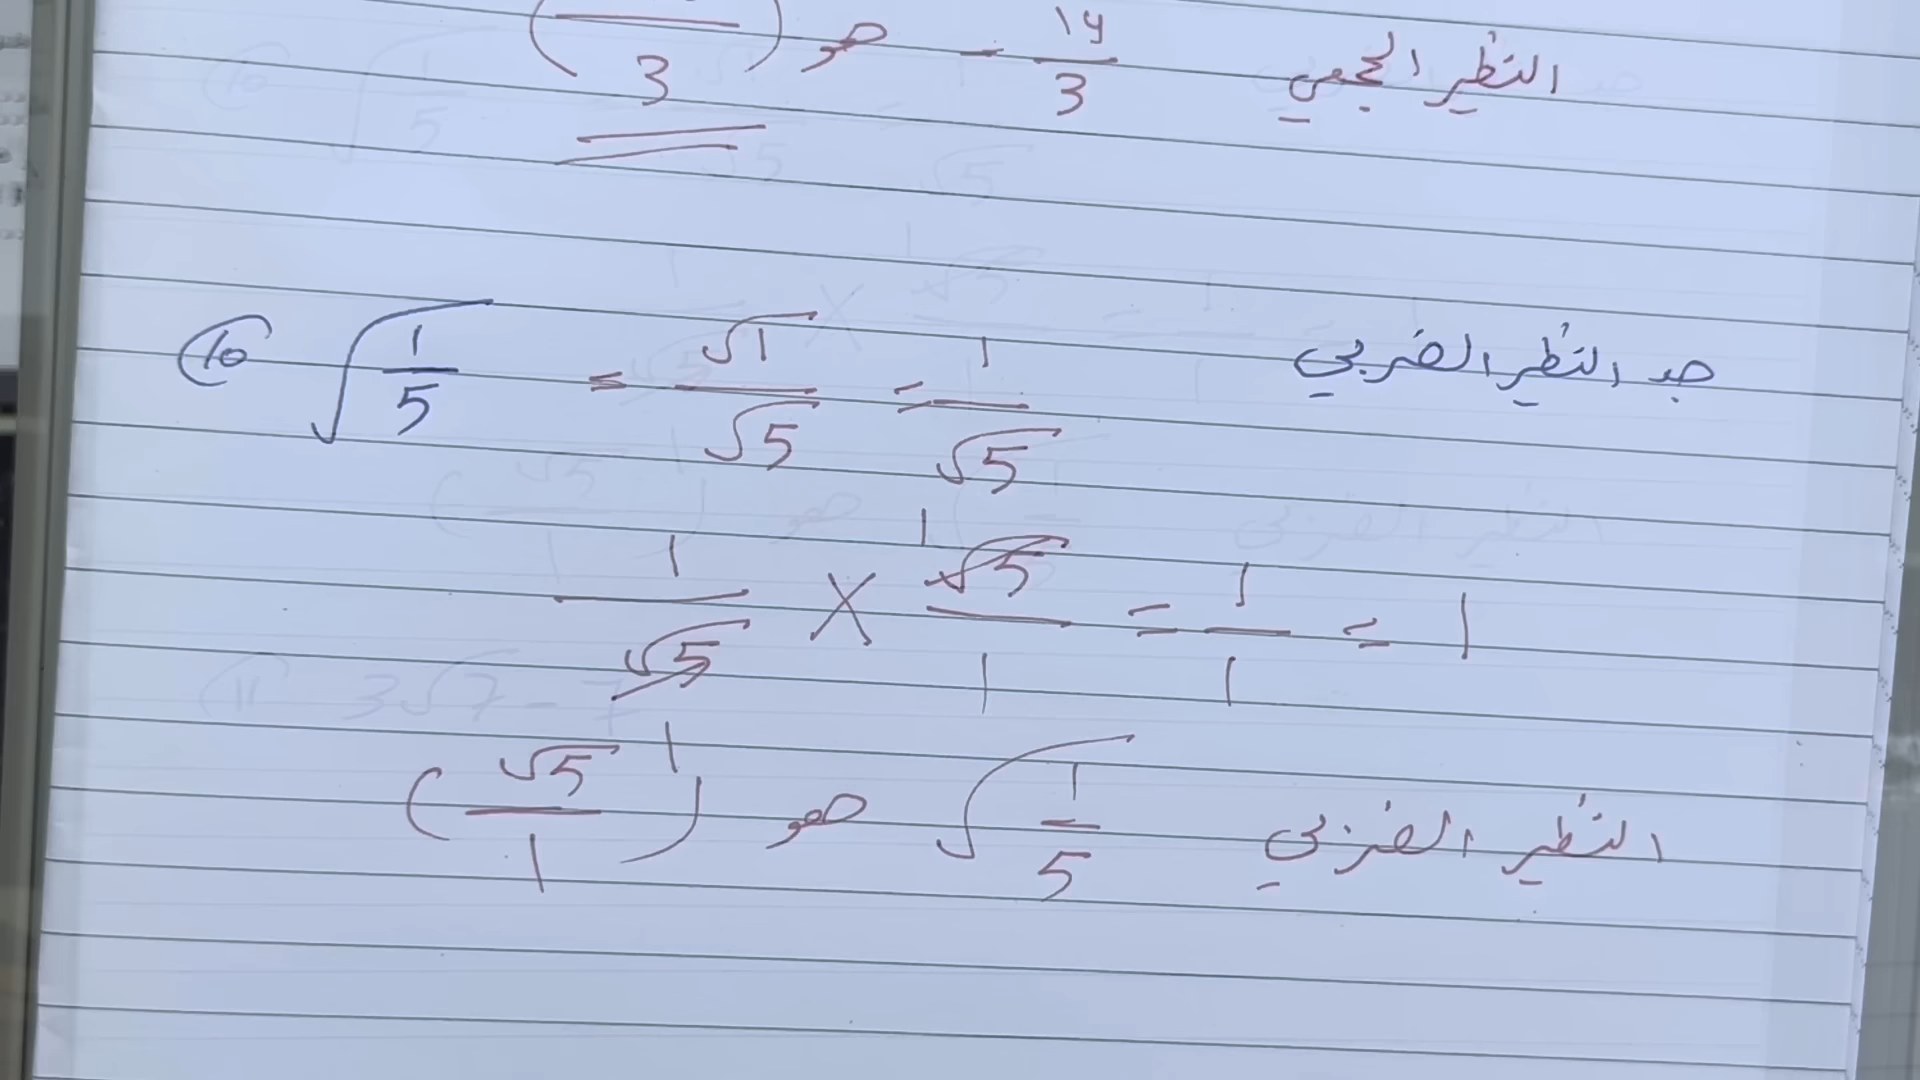 النظير الجمعي - 14/3 هو ( /3)
⑩ √(1/5) = √1/√5 = 1/√5 جد النظير الضربي
1/√5 × √5/1 = 1/1 = 1
النظير الضربي √(1/5) هو (√5/1)